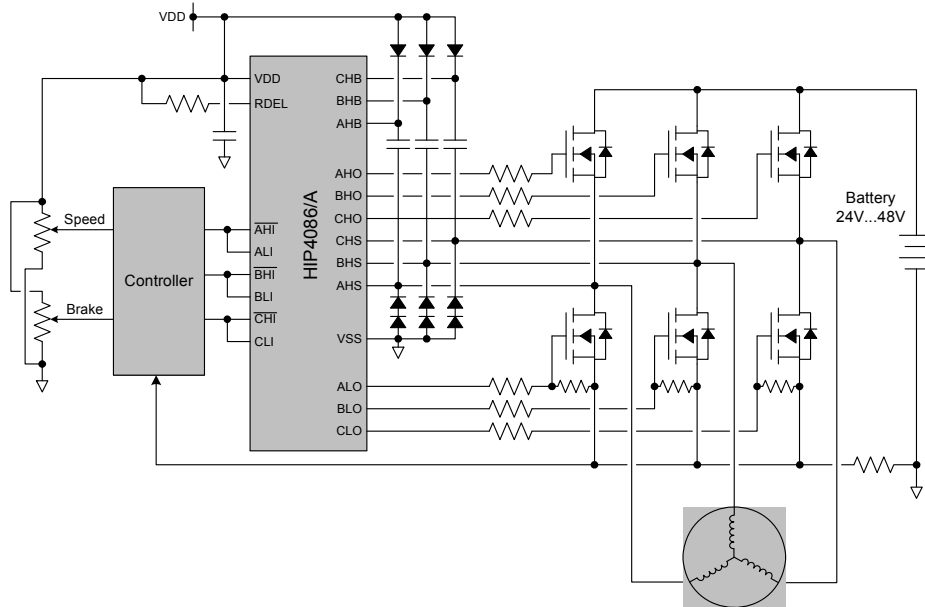 VDD
VDD
RDEL
CHB
BHB
AHB
AHO
BHO
CHO
CHS
BHS
AHS
VSS
ALO
BLO
CLO
HIP4086/A
AHI
ALI
BHI
BLI
CHI
CLI
Speed
Brake
Controller
Battery
24V...48V